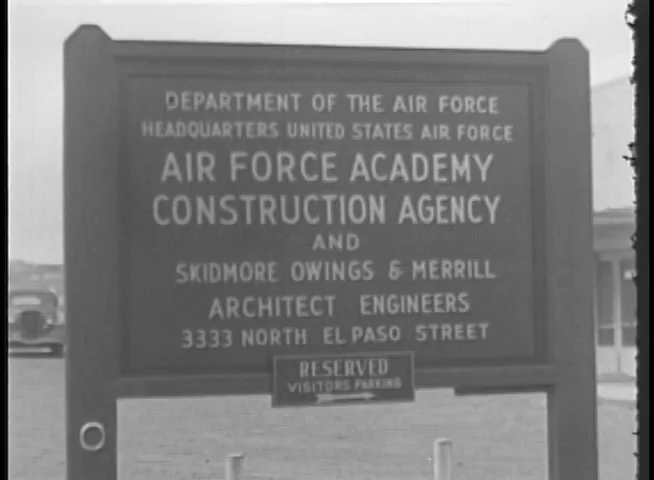 DEPARTMENT OF THE AIR FORCE
HEADQUARTERS UNITED STATES AIR FORCE
AIR FORCE ACADEMY
CONSTRUCTION AGENCY
AND
SKIDMORE OWINGS & MERRILL
ARCHITECT ENGINEERS
3333 NORTH EL PASO STREET
RESERVED
VISITORS PARKING